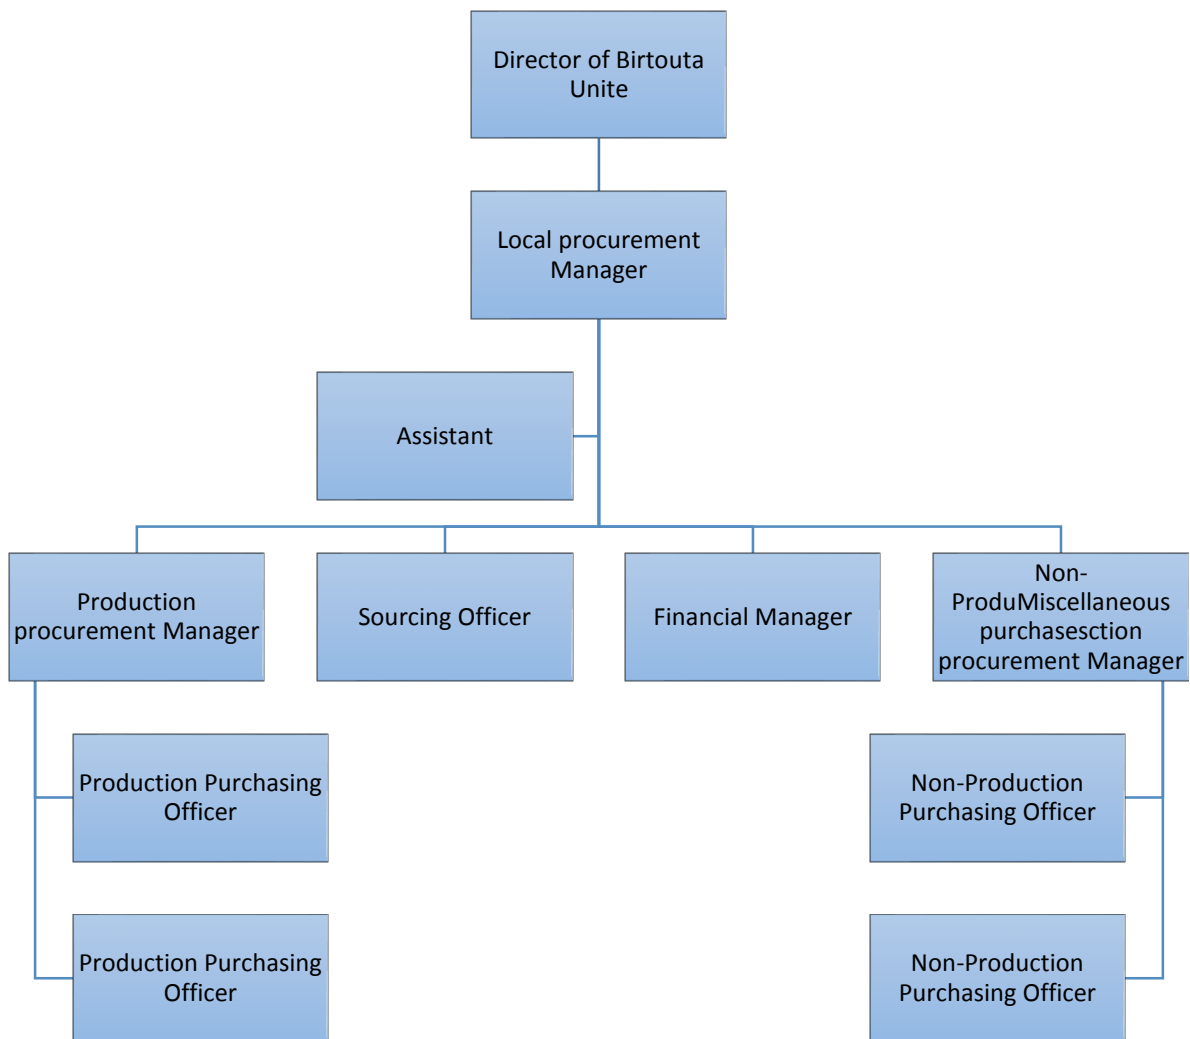 Director of Birtouta
Unite
Local procurement
Manager
Assistant
Production
procurement Manager
Sourcing Officer
Financial Manager
Non-
ProduMiscellaneous
purchasesction
procurement Manager
Production Purchasing
Officer
Non-Production
Purchasing Officer
Production Purchasing
Officer
Non-Production
Purchasing Officer